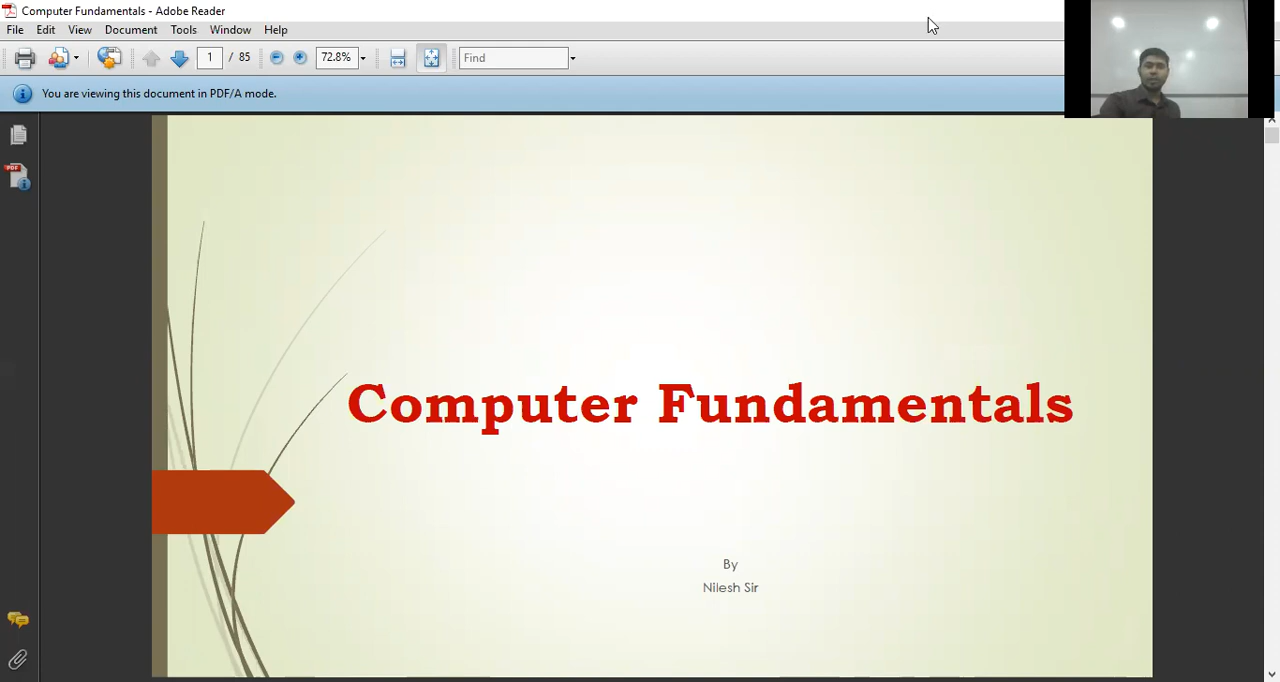 Computer Fundamentals - Adobe Reader
File Edit View Document Tools Window Help
1 / 85 72.8% Find
You are viewing this document in PDF/A mode.
PDF
Computer Fundamentals
By
Nilesh Sir